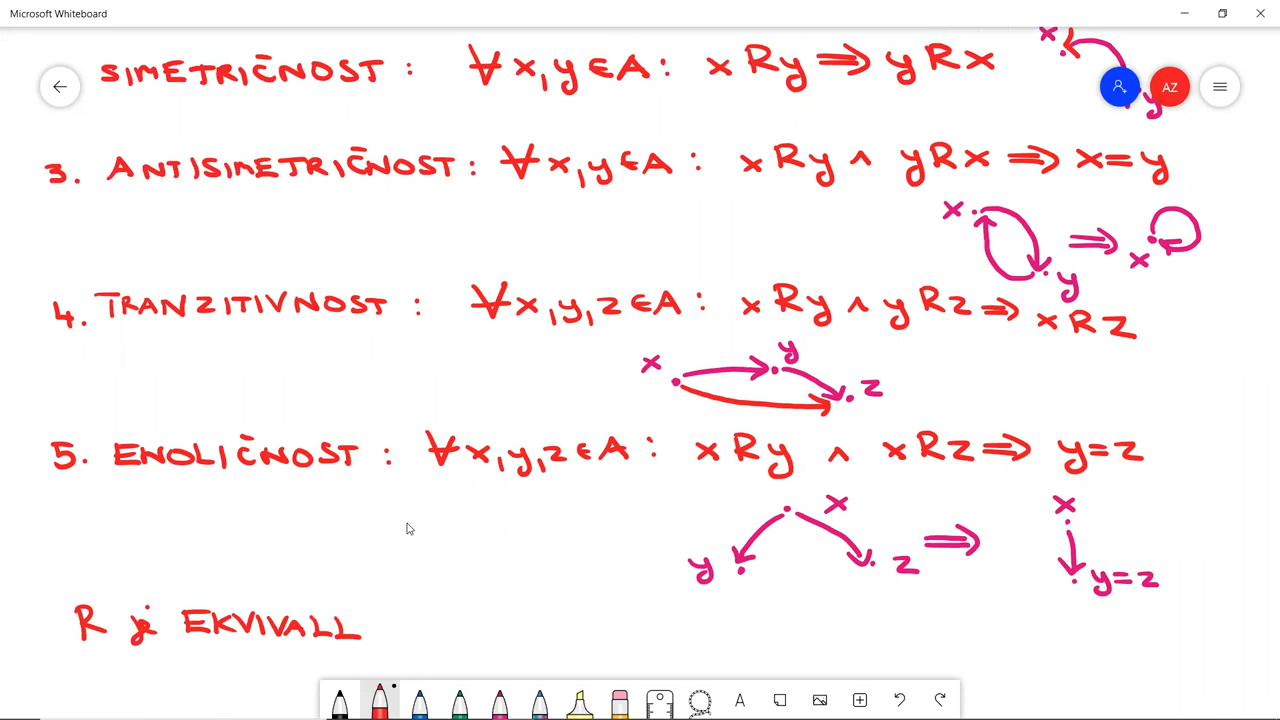 Microsoft Whiteboard
x
SIMETRIČNOST : ∀x,y∈A: xRy ⟹ yRx
AZ
y
3. ANTISIMETRIČNOST: ∀x,y∈A: xRy ∧ yRx ⟹ x=y
x ⟹ x
y
4. TRANZITIVNOST : ∀x,y,z∈A: xRy ∧ yRz ⟹ xRz
x y z
5. ENOLIČNOST : ∀x,y,z∈A: xRy ∧ xRz ⟹ y=z
x x
y z ⟹ y=z
R je EKVIVALL
A